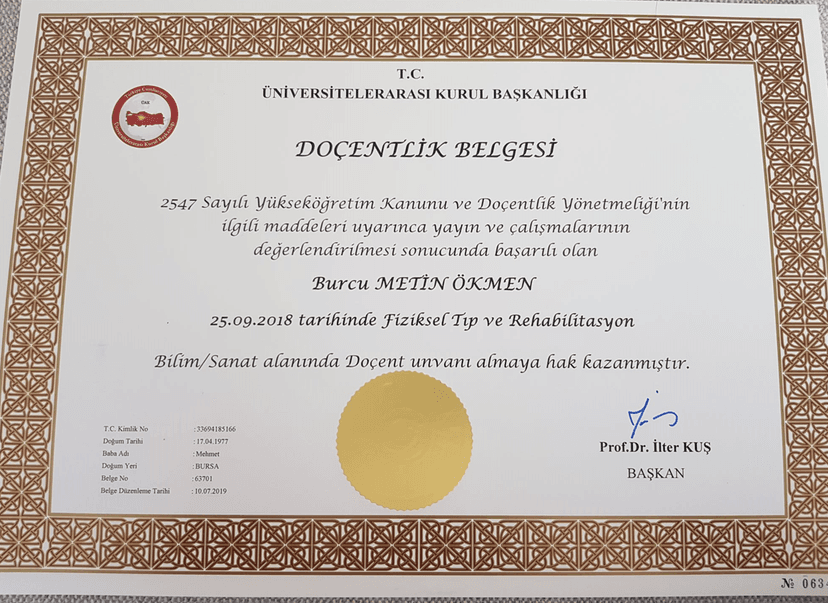 T.C.
ÜNİVERSİTELERARASI KURUL BAŞKANLIĞI
DOÇENTLİK BELGESİ
2547 Sayılı Yükseköğretim Kanunu ve Doçentlik Yönetmeliği'nin
ilgili maddeleri uyarınca yayın ve çalışmalarının
değerlendirilmesi sonucunda başarılı olan
Burcu METİN ÖKMEN
25.09.2018 tarihinde Fiziksel Tıp ve Rehabilitasyon
Bilim/Sanat alanında Doçent unvanı almaya hak kazanmıştır.
T.C. Kimlik No : 33694185166
Doğum Tarihi : 17.04.1977
Baba Adı : Mehmet
Doğum Yeri : BURSA
Belge No : 63701
Belge Düzenleme Tarihi : 10.07.2019
Prof.Dr. İlter KUŞ
BAŞKAN
№ 063